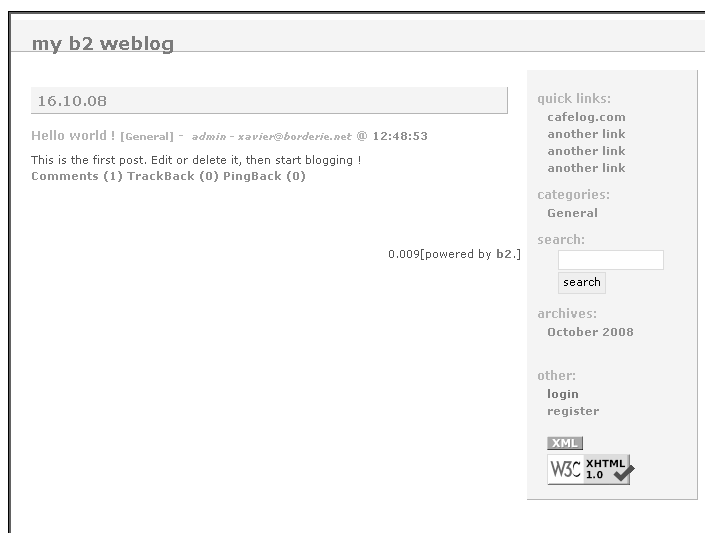 my b2 weblog
16.10.08
Hello world ! [General] - admin - xavier@borderie.net @ 12:48:53
This is the first post. Edit or delete it, then start blogging !
Comments (1) TrackBack (0) PingBack (0)
0.009[powered by b2.]
quick links:
cafelog.com
another link
another link
another link
categories:
General
search:
search
archives:
October 2008
other:
login
register
XML
W3C XHTML
1.0